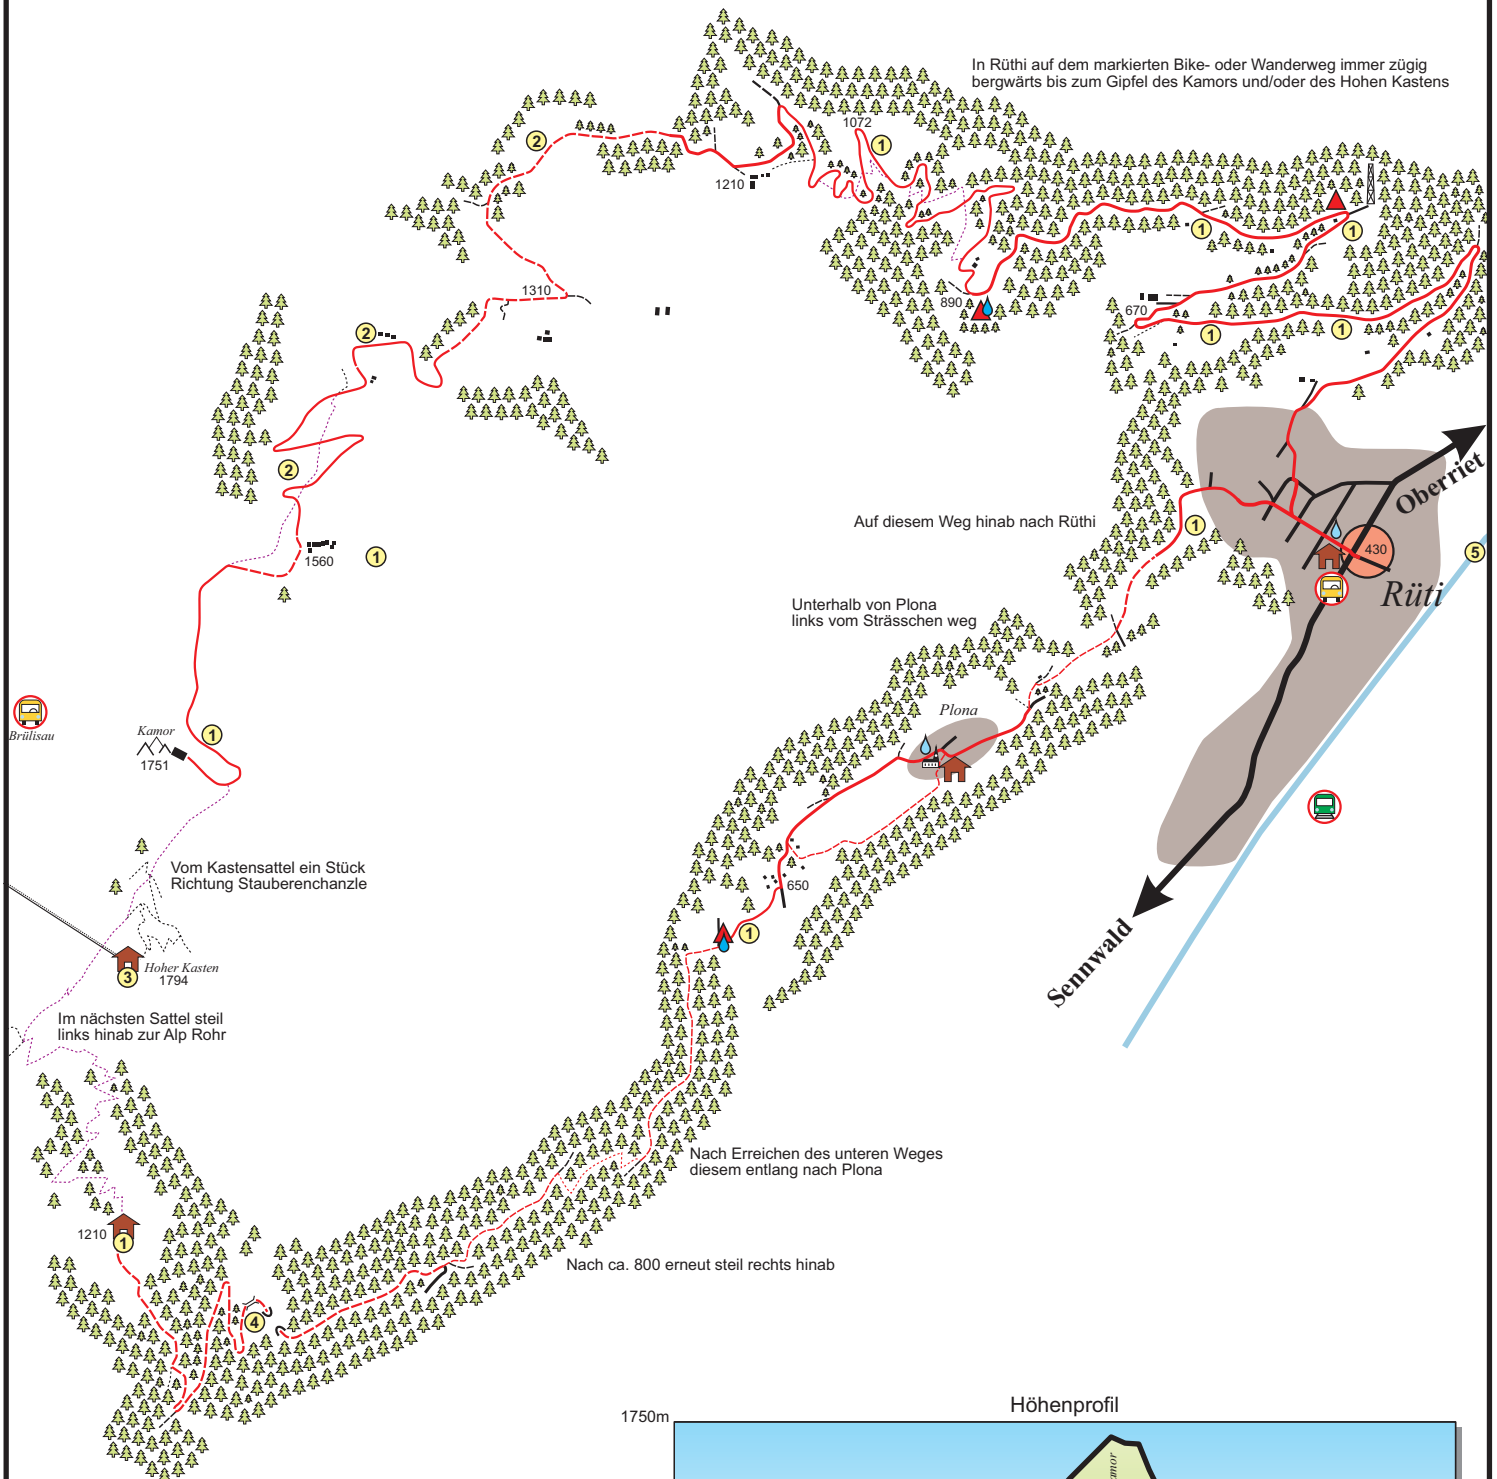 In Rüthi auf dem markierten Bike- oder Wanderweg immer zügig
bergwärts bis zum Gipfel des Kamors und/oder des Hohen Kastens
1072
1
2
1210
1
1
1310
890
670
2
1
1
Oberriet
2
Auf diesem Weg hinab nach Rüthi
1
430
5
1560
1
Rüti
Unterhalb von Plona
links vom Strässchen weg
Plona
Brülisau
Kamor
1751
1
Vom Kastensattel ein Stück
Richtung Stauberenchanzle
650
1
Sennwald
3
Hoher Kasten
1794
Im nächsten Sattel steil
links hinab zur Alp Rohr
Nach Erreichen des unteren Weges
diesem entlang nach Plona
1210
1
Nach ca. 800 erneut steil rechts hinab
4
Höhenprofil
1750m